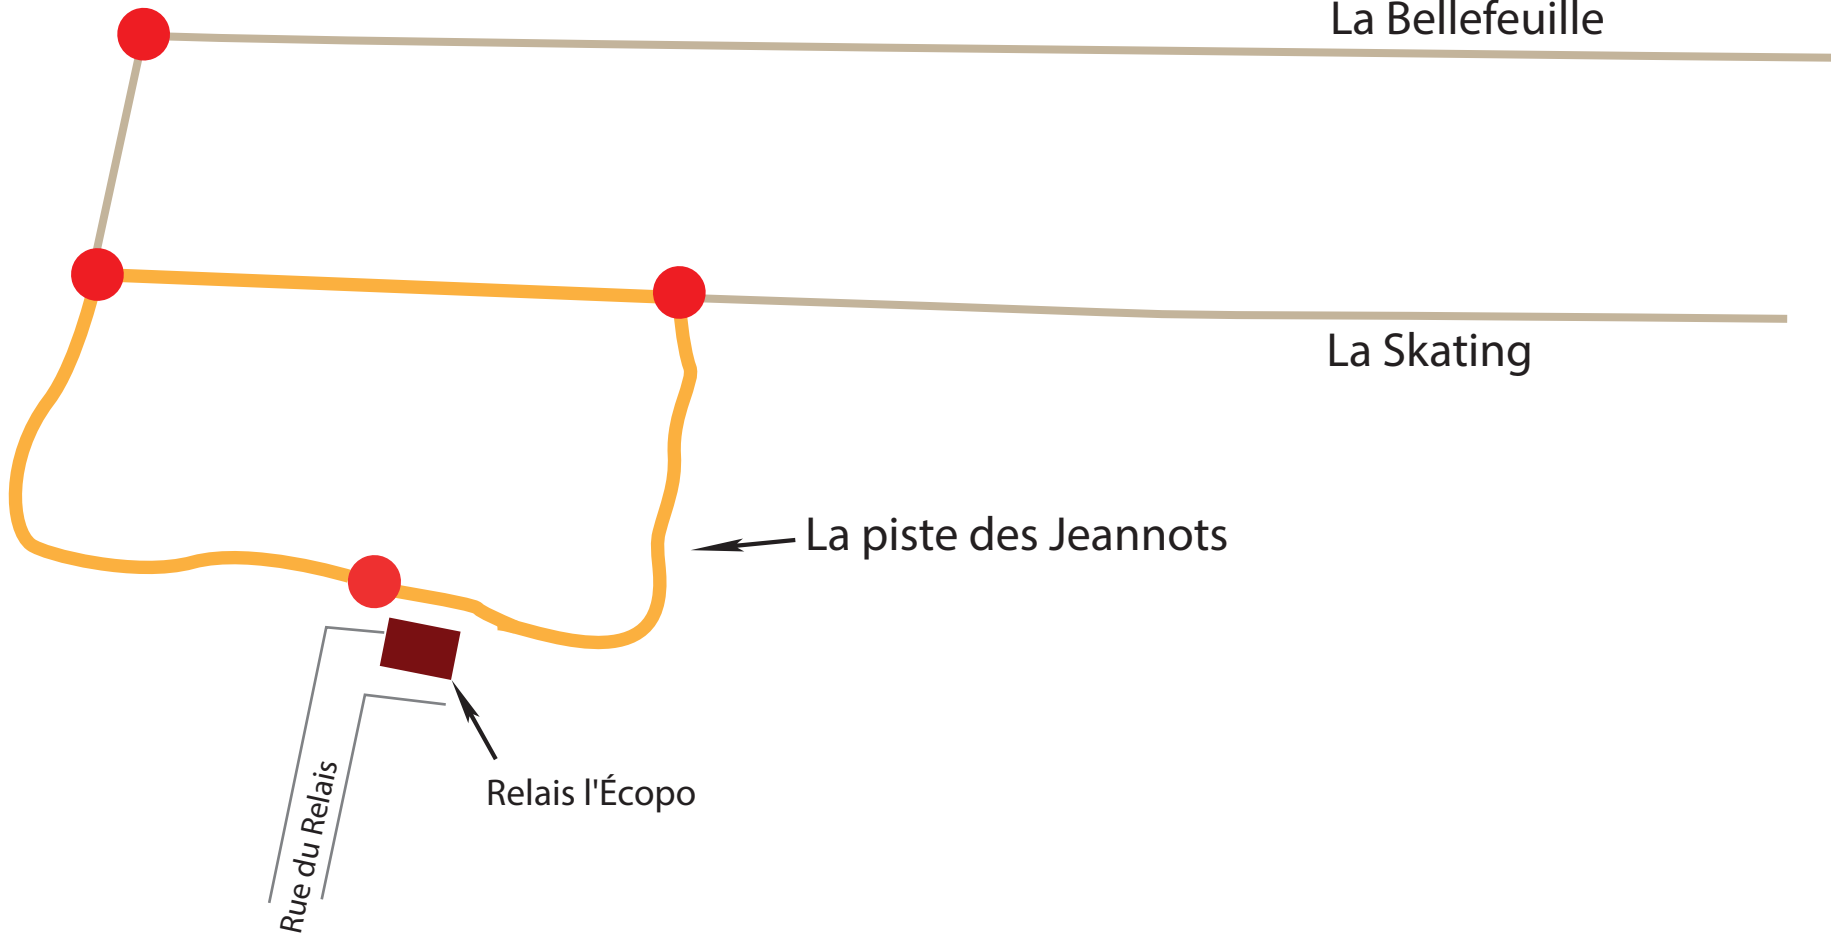 La Bellefeuille
La Skating
La piste des Jeannots
Relais l'Écopo
Rue du Relais